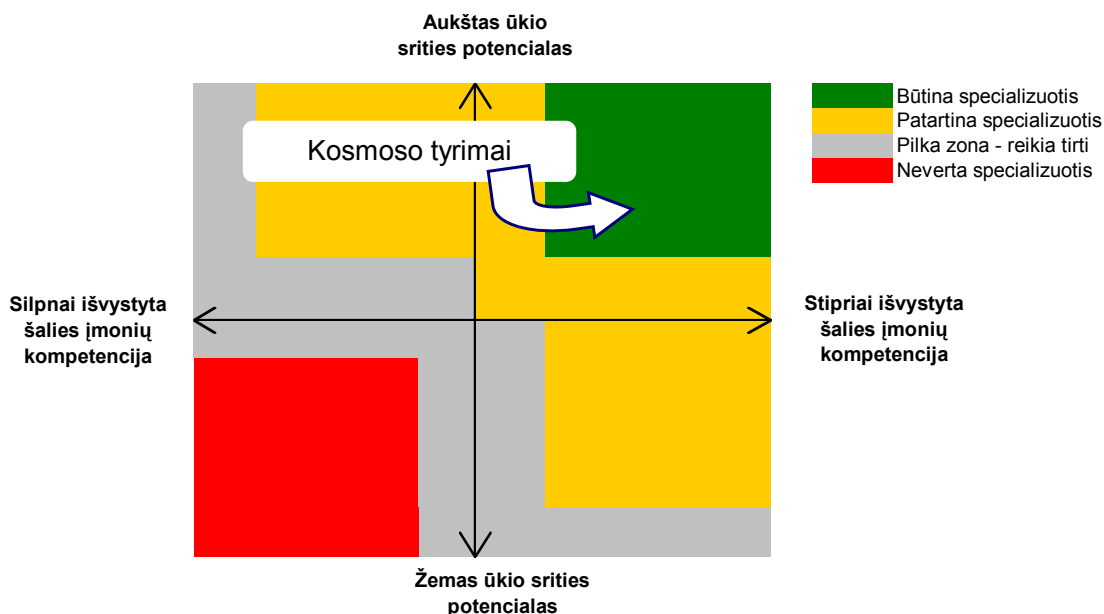 Aukštas ūkio
srities potencialas
Būtina specializuotis
Patartina specializuotis
Pilka zona - reikia tirti
Neverta specializuotis
Kosmoso tyrimai
Silpnai išvystyta
šalies įmonių
kompetencija
Stipriai išvystyta
šalies įmonių
kompetencija
Žemas ūkio srities
potencialas